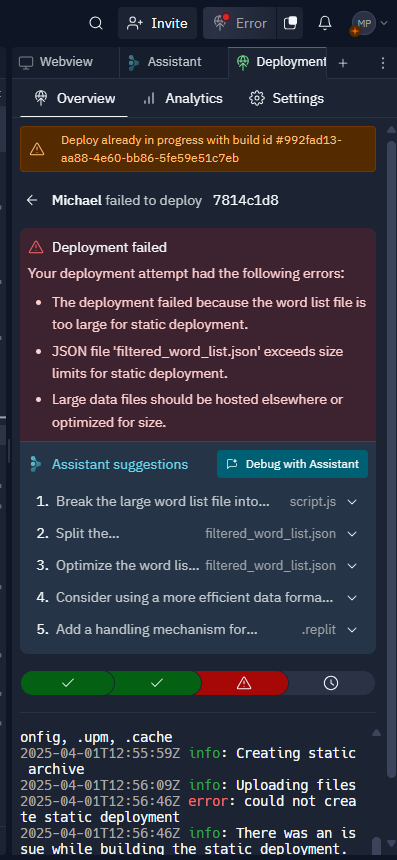 Invite
Error
MP
Webview
Assistant
Deployment
Overview
Analytics
Settings
Deploy already in progress with build id #992fad13-
aa88-4e60-bb86-5fe59e51c7eb
Michael failed to deploy 7814c1d8
Deployment failed
Your deployment attempt had the following errors:
• The deployment failed because the word list file is
too large for static deployment.
• JSON file 'filtered_word_list.json' exceeds size
limits for static deployment.
• Large data files should be hosted elsewhere or
optimized for size.
Assistant suggestions
Debug with Assistant
1. Break the large word list file into... script.js
2. Split the... filtered_word_list.json
3. Optimize the word lis... filtered_word_list.json
4. Consider using a more efficient data forma...
5. Add a handling mechanism for... .replit
onfig, .upm, .cache
2025-04-01T12:55:59Z info: Creating static
archive
2025-04-01T12:56:09Z info: Uploading files
2025-04-01T12:56:46Z error: could not crea
te static deployment
2025-04-01T12:56:46Z info: There was an is
sue while building the static deployment.